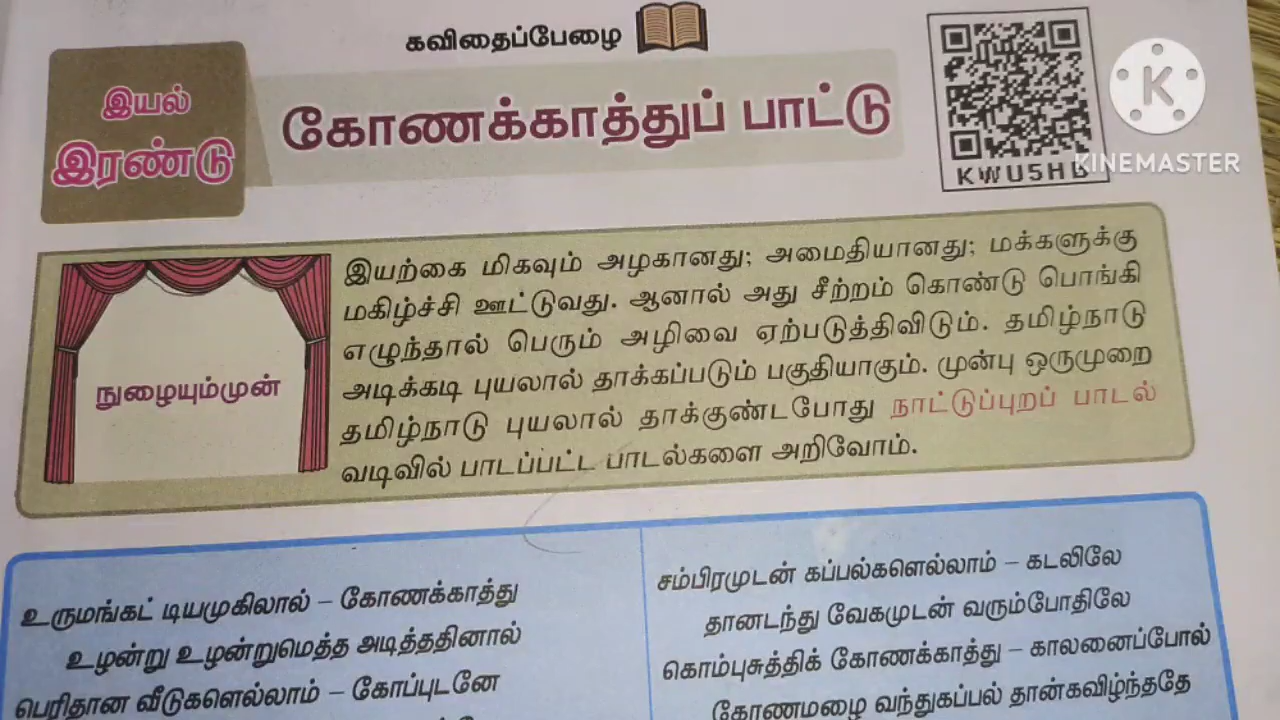 கவிதைப்பேழை
இயல்
இரண்டு
கோணக்காத்துப் பாட்டு
KWU5H
KINEMASTER
நுழையும்முன்
இயற்கை மிகவும் அழகானது; அமைதியானது; மக்களுக்கு
மகிழ்ச்சி ஊட்டுவது. ஆனால் அது சீற்றம் கொண்டு பொங்கி
எழுந்தால் பெரும் அழிவை ஏற்படுத்திவிடும். தமிழ்நாடு
அடிக்கடி புயலால் தாக்கப்படும் பகுதியாகும். முன்பு ஒருமுறை
தமிழ்நாடு புயலால் தாக்குண்டபோது நாட்டுப்புறப் பாடல்
வடிவில் பாடப்பட்ட பாடல்களை அறிவோம்.
உருமங்கட் டியமுகிலால் – கோணக்காத்து
உழன்று உழன்றுமெத்த அடித்ததினால்
பெரிதான வீடுகளெல்லாம் – கோப்புடனே
சம்பிரமுடன் கப்பல்களெல்லாம் – கடலிலே
தானடந்து வேகமுடன் வரும்போதிலே
கொம்புசுத்திக் கோணக்காத்து – காலனைப்போல்
கோணமழை வந்துகப்பல் தான்கவிழ்ந்ததே